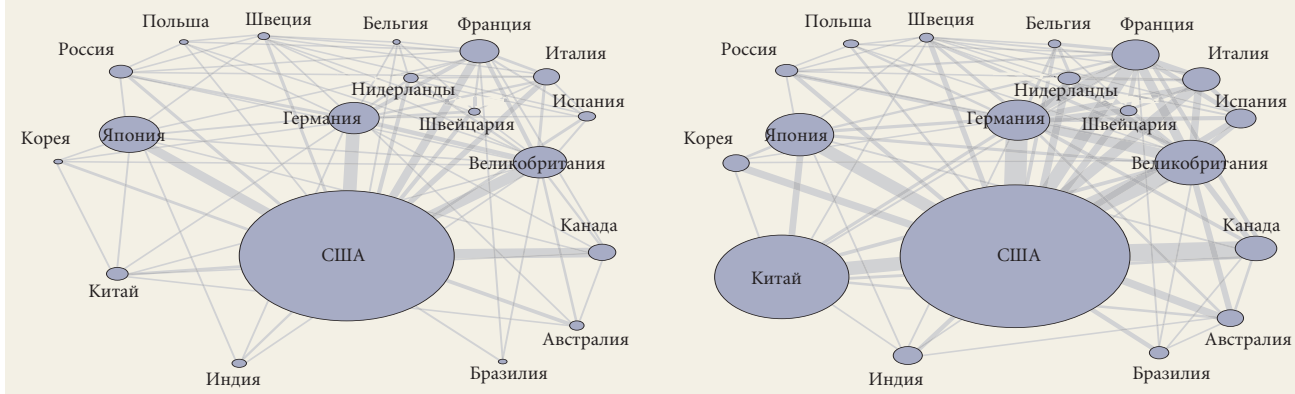 Польша
Швеция
Бельгия
Франция
Россия
Италия
Нидерланды
Испания
Германия
Швейцария
Корея
Япония
Великобритания
Канада
США
Китай
Австралия
Индия
Бразилия
Польша
Швеция
Бельгия
Франция
Россия
Италия
Нидерланды
Испания
Германия
Швейцария
Корея
Япония
Великобритания
Канада
США
Китай
Австралия
Индия
Бразилия